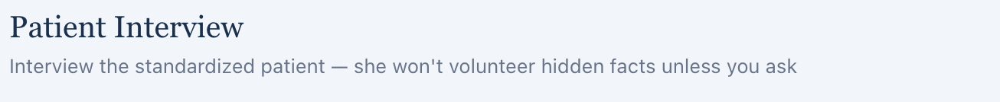 Patient Interview
Interview the standardized patient — she won't volunteer hidden facts unless you ask